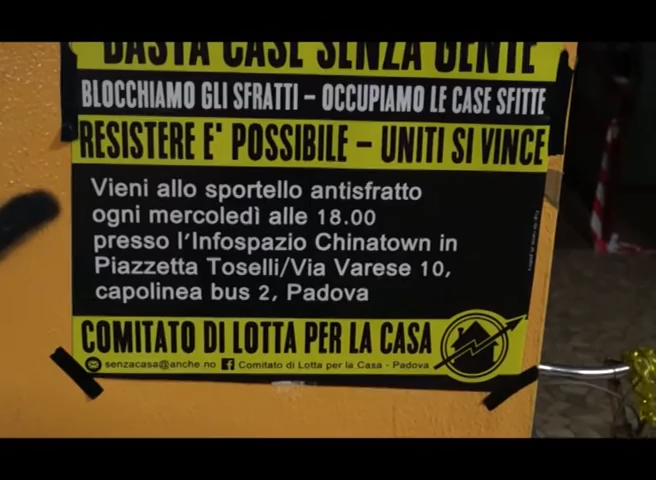 BASTA CASE SENZA GENTE
BLOCCHIAMO GLI SFRATTI – OCCUPIAMO LE CASE SFITTE
RESISTERE E' POSSIBILE – UNITI SI VINCE
Vieni allo sportello antisfratto
ogni mercoledì alle 18.00
presso l'Infospazio Chinatown in
Piazzetta Toselli/Via Varese 10,
capolinea bus 2, Padova
COMITATO DI LOTTA PER LA CASA
senzacasa@anche.no Comitato di Lotta per la Casa - Padova